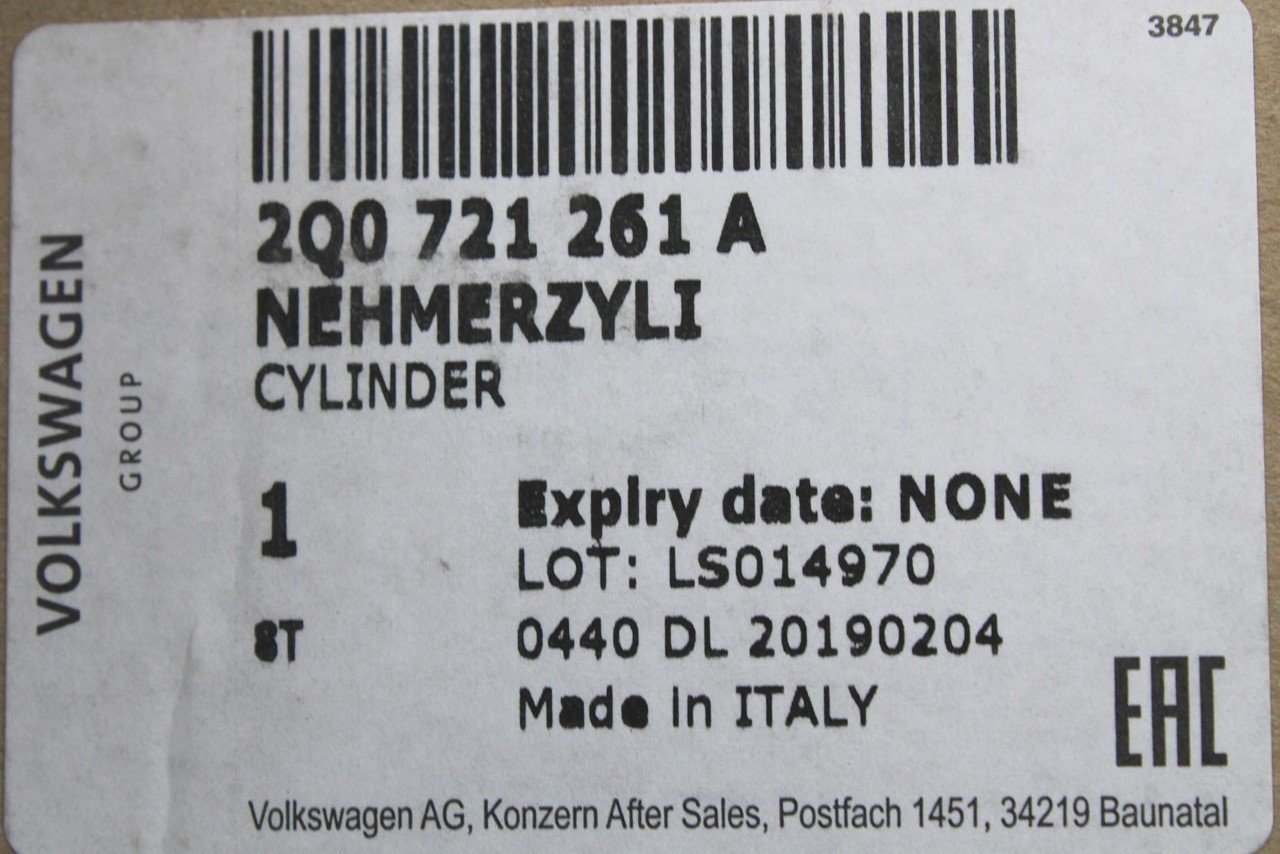 3847
VOLKSWAGEN
GROUP
2Q0 721 261 A
NEHMERZYLI
CYLINDER
1
Expiry date: NONE
LOT: LS014970
ST
0440 DL 20190204
Made in ITALY
EAC
Volkswagen AG, Konzern After Sales, Postfach 1451, 34219 Baunatal